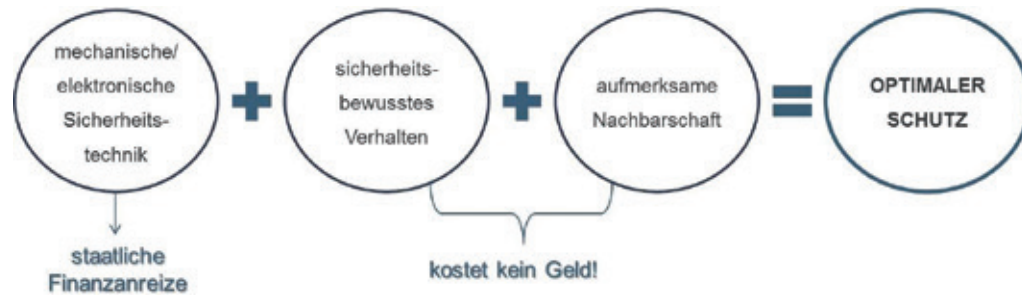 mechanische/
elektronische
Sicherheits-
technik
+
sicherheits-
bewusstes
Verhalten
+
aufmerksame
Nachbarschaft
=
OPTIMALER
SCHUTZ
staatliche
Finanzanreize
kostet kein Geld!